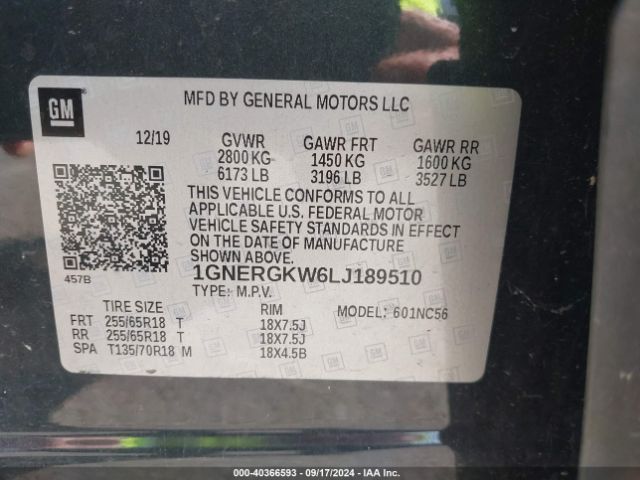 GM
MFD BY GENERAL MOTORS LLC
12/19 GVWR GAWR FRT GAWR RR
2800 KG 1450 KG 1600 KG
6173 LB 3196 LB 3527 LB
THIS VEHICLE CONFORMS TO ALL
APPLICABLE U.S. FEDERAL MOTOR
VEHICLE SAFETY STANDARDS IN EFFECT
ON THE DATE OF MANUFACTURE
SHOWN ABOVE.
457B
1GNERGKW6LJ189510
TYPE: M.P.V.
TIRE SIZE RIM MODEL: 601NC56
FRT 255/65R18 T 18X7.5J
RR 255/65R18 T 18X7.5J
SPA T135/70R18 M 18X4.5B
000-40366593 - 09/17/2024 - IAA Inc.